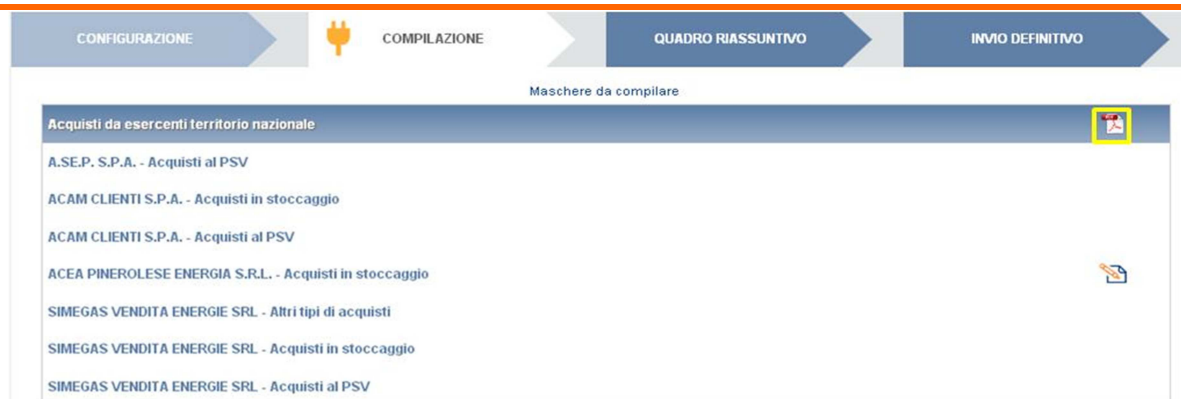 CONFIGURAZIONE
COMPILAZIONE
QUADRO RIASSUNTIVO
INVIO DEFINITIVO
Maschere da compilare
Acquisti da esercenti territorio nazionale
A.SE.P. S.P.A. - Acquisti al PSV
ACAM CLIENTI S.P.A. - Acquisti in stoccaggio
ACAM CLIENTI S.P.A. - Acquisti al PSV
ACEA PINEROLESE ENERGIA S.R.L. - Acquisti in stoccaggio
SIMEGAS VENDITA ENERGIE SRL - Altri tipi di acquisti
SIMEGAS VENDITA ENERGIE SRL - Acquisti in stoccaggio
SIMEGAS VENDITA ENERGIE SRL - Acquisti al PSV